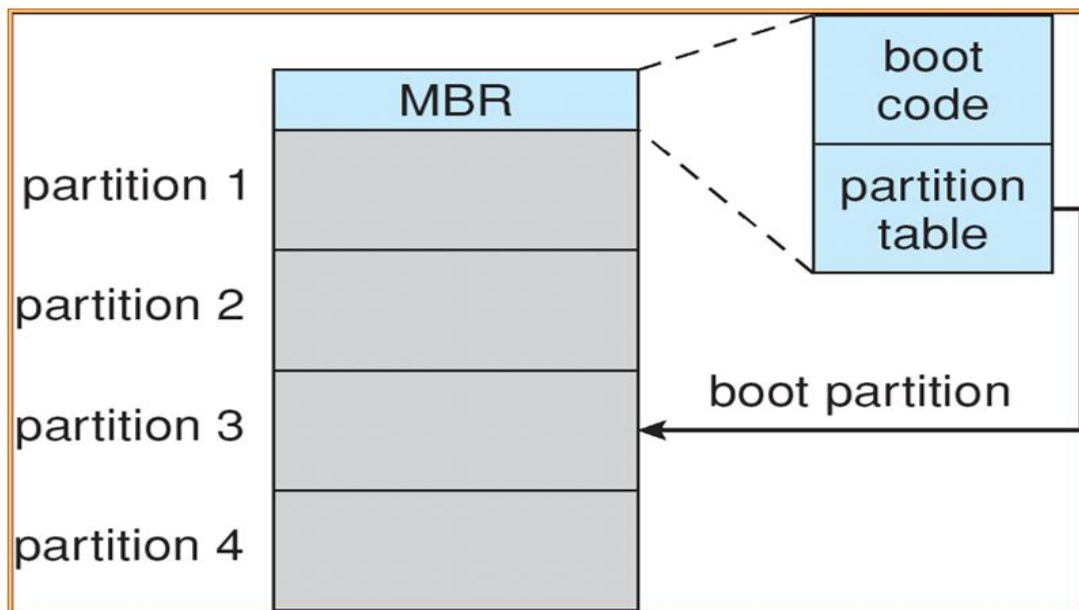 boot
code
MBR
partition 1
partition
table
partition 2
boot partition
partition 3
partition 4